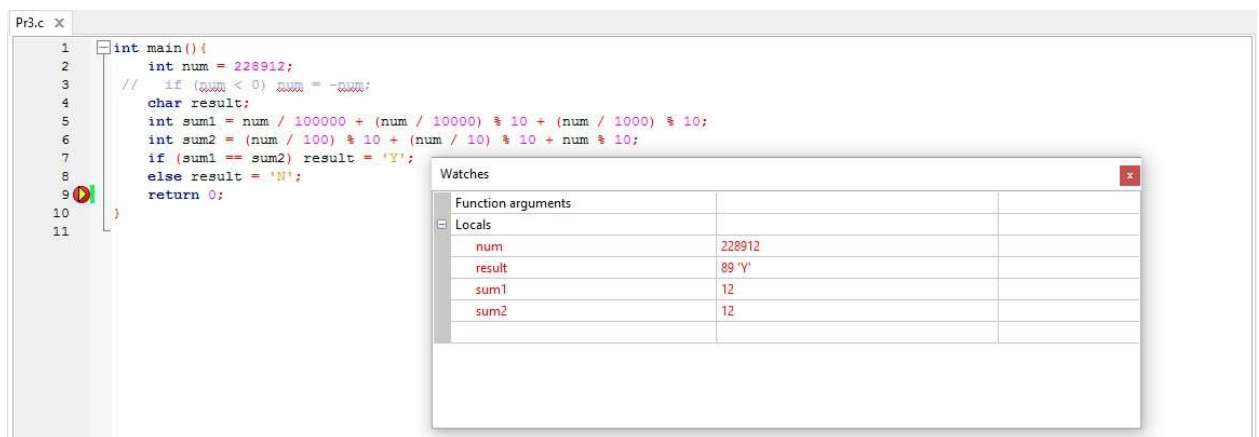 Pr3.c X
1 int main(){
2 int num = 228912;
3 // if (num < 0) num = -num;
4 char result;
5 int sum1 = num / 100000 + (num / 10000) % 10 + (num / 1000) % 10;
6 int sum2 = (num / 100) % 10 + (num / 10) % 10 + num % 10;
7 if (sum1 == sum2) result = 'Y';
8 else result = 'N';
9 return 0;
10 }
11
Watches x
Function arguments
Locals
num 228912
result 89 'Y'
sum1 12
sum2 12